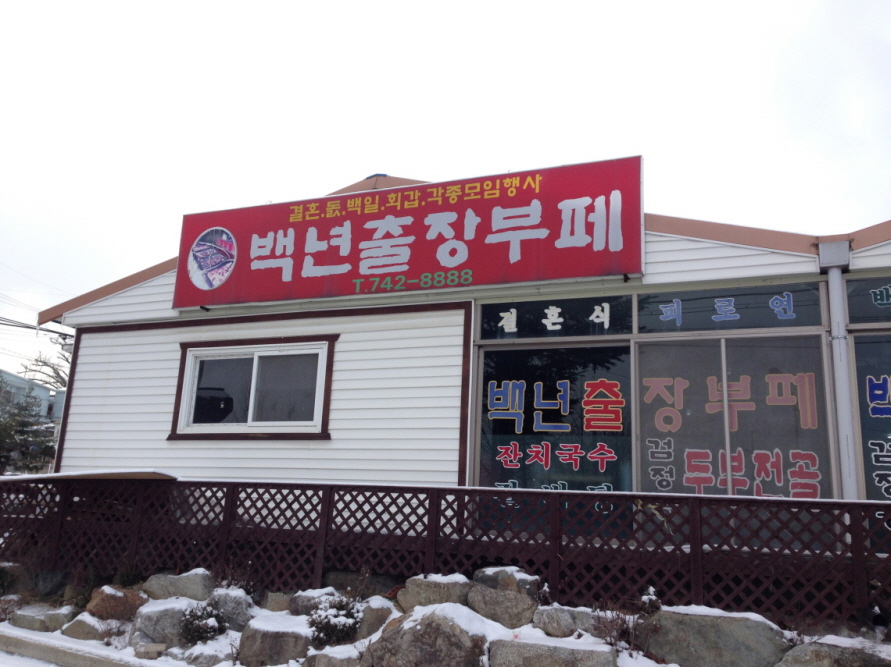 결혼.돐.백일.회갑.각종모임행사
백년출장부페
T.742-8888
결혼식 피로연
백년출장부페
잔치국수
검정
두부전골